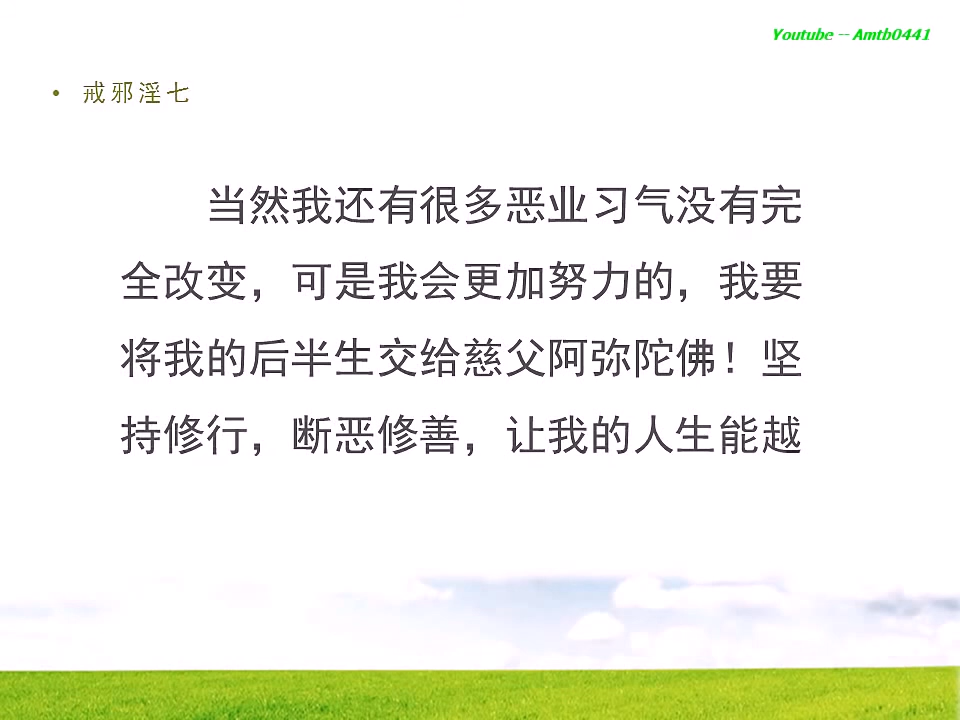 Youtube -- Amtb0441
• 戒邪淫七
当然我还有很多恶业习气没有完
全改变，可是我会更加努力的，我要
将我的后半生交给慈父阿弥陀佛！坚
持修行，断恶修善，让我的人生能越